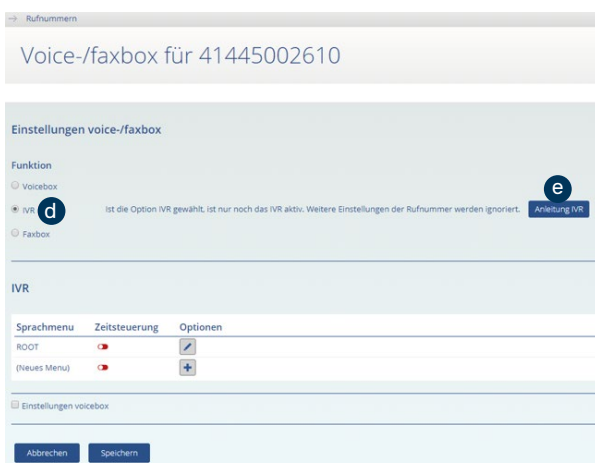 → Rufnummern
Voice-/faxbox für 41445002610
Einstellungen voice-/faxbox
Funktion
Voicebox
IVR d Ist die Option IVR gewählt, ist nur noch das IVR aktiv. Weitere Einstellungen der Rufnummer werden ignoriert. e Anleitung IVR
Faxbox
IVR
Sprachmenu Zeitsteuerung Optionen
ROOT
(Neues Menu)
Einstellungen voicebox
Abbrechen Speichern